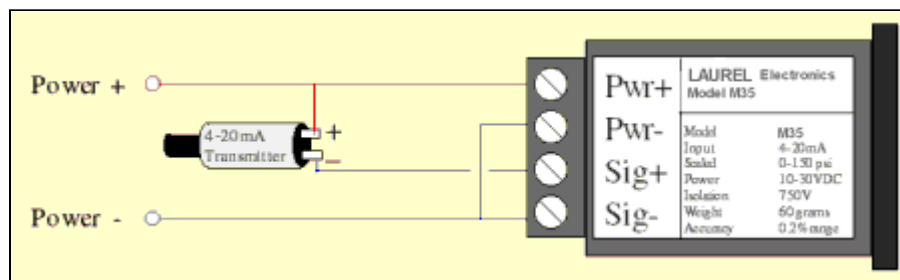 Power +
4-20mA
Transmitter
+
–
Power -
Pwr+
Pwr-
Sig+
Sig-
LAUREL Electronics
Model M35
Model M35
Input 4-20mA
Scaled 0-150 psi
Power 10-30VDC
Isolation 750V
Weight 60 grams
Accuracy 0.2% range